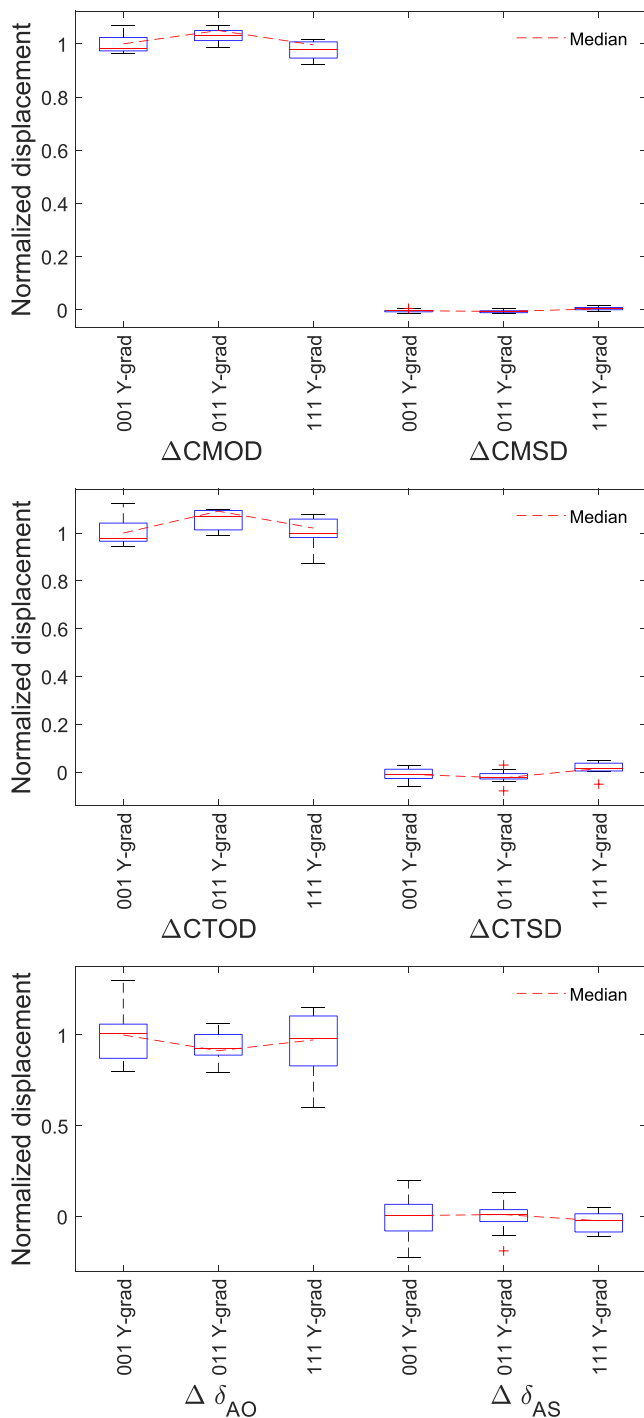 Normalized displacement
1
0.8
0.6
0.4
0.2
0
Median
001 Y-grad
011 Y-grad
111 Y-grad
001 Y-grad
011 Y-grad
111 Y-grad
ΔCMOD
ΔCMSD
Normalized displacement
1
0.8
0.6
0.4
0.2
0
Median
001 Y-grad
011 Y-grad
111 Y-grad
001 Y-grad
011 Y-grad
111 Y-grad
ΔCTOD
ΔCTSD
Normalized displacement
1
0.5
0
Median
001 Y-grad
011 Y-grad
111 Y-grad
001 Y-grad
011 Y-grad
111 Y-grad
Δ δAO
Δ δAS